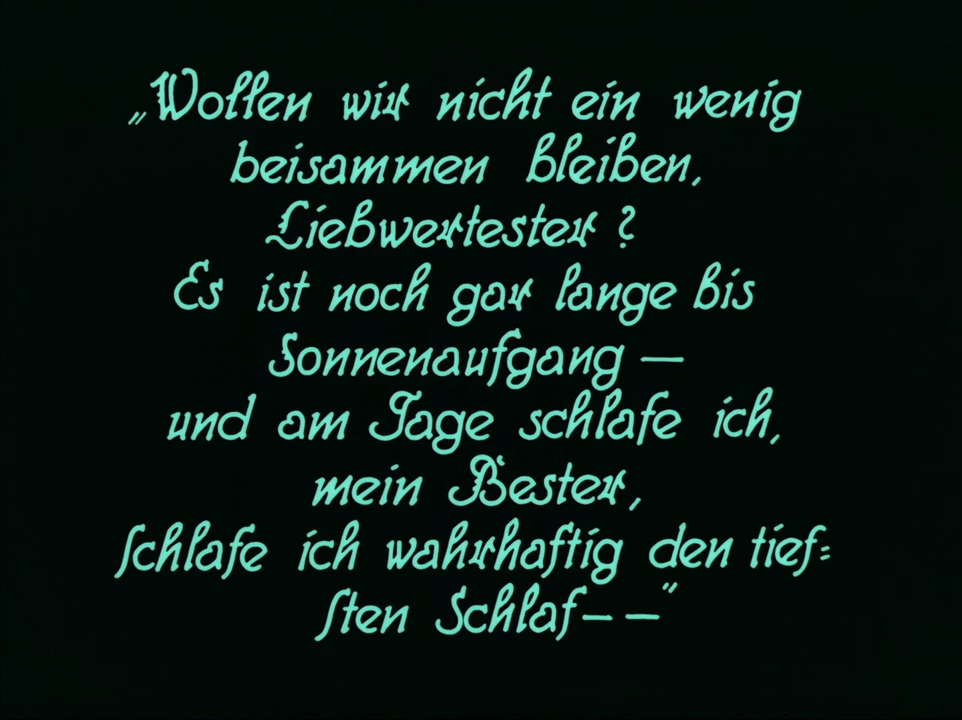 „Wollen wir nicht ein wenig
beisammen bleiben,
Liebwertester?
Es ist noch gar lange bis
Sonnenaufgang —
und am Tage schlafe ich,
mein Bester,
schlafe ich wahrhaftig den tief=
sten Schlaf — —"